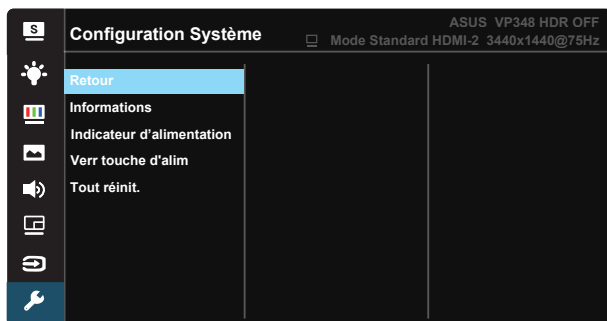 S
Configuration Système
ASUS VP348 HDR OFF
Mode Standard HDMI-2 3440x1440@75Hz
Retour
Informations
Indicateur d’alimentation
Verr touche d'alim
Tout réinit.